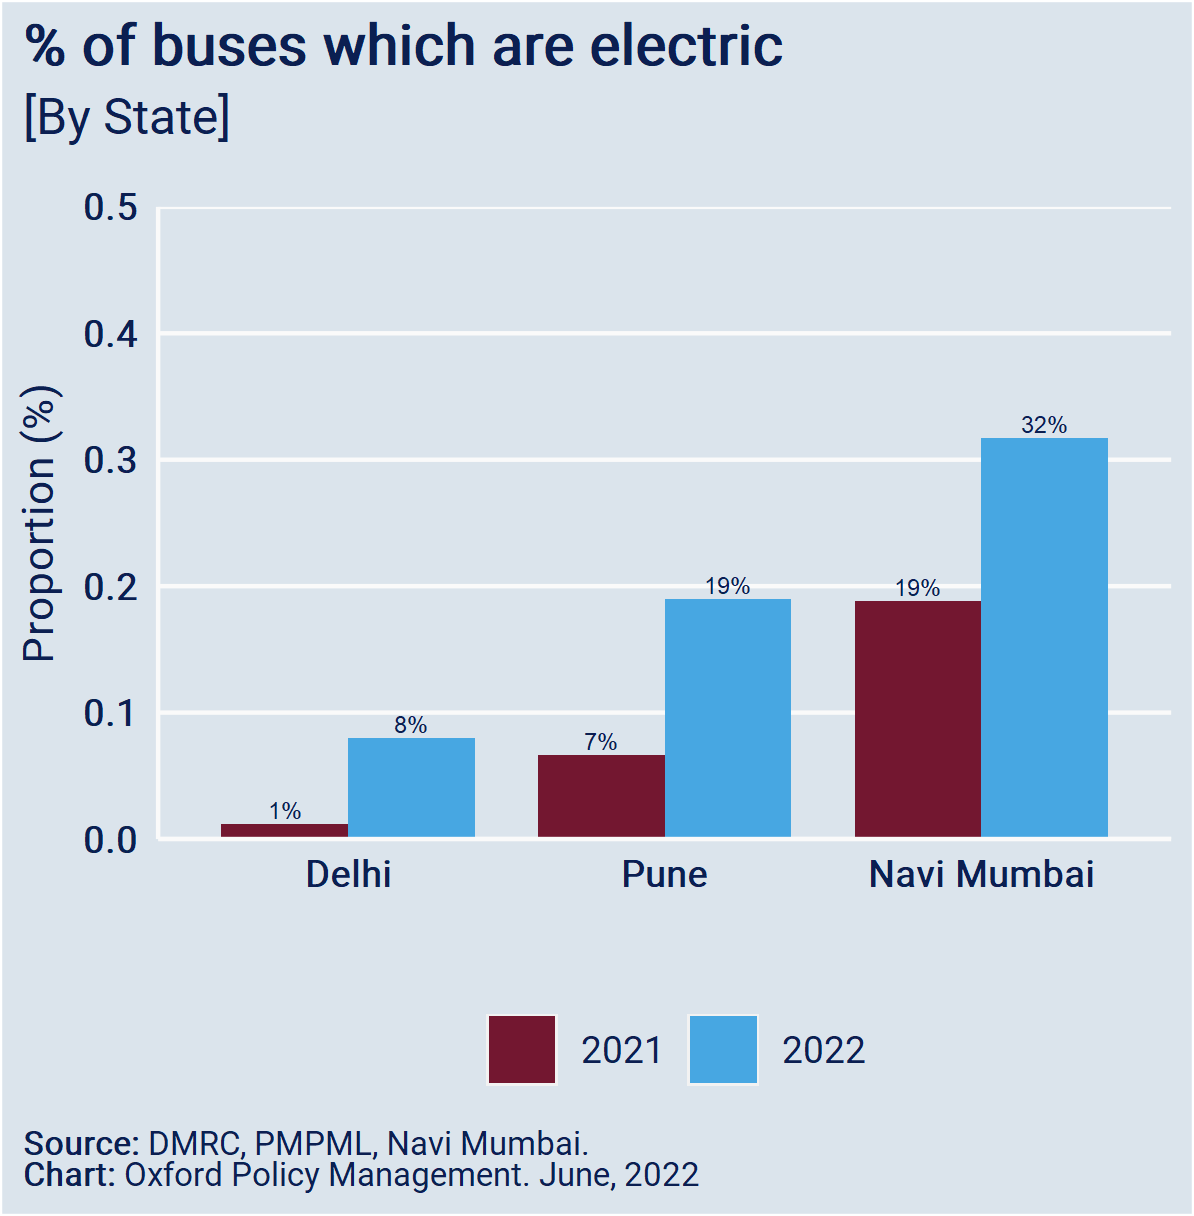 % of buses which are electric
[By State]
0.5
0.4
0.3
0.2
0.1
0.0
Proportion (%)
1%
8%
7%
19%
19%
32%
Delhi
Pune
Navi Mumbai
2021
2022
Source: DMRC, PMPML, Navi Mumbai.
Chart: Oxford Policy Management. June, 2022